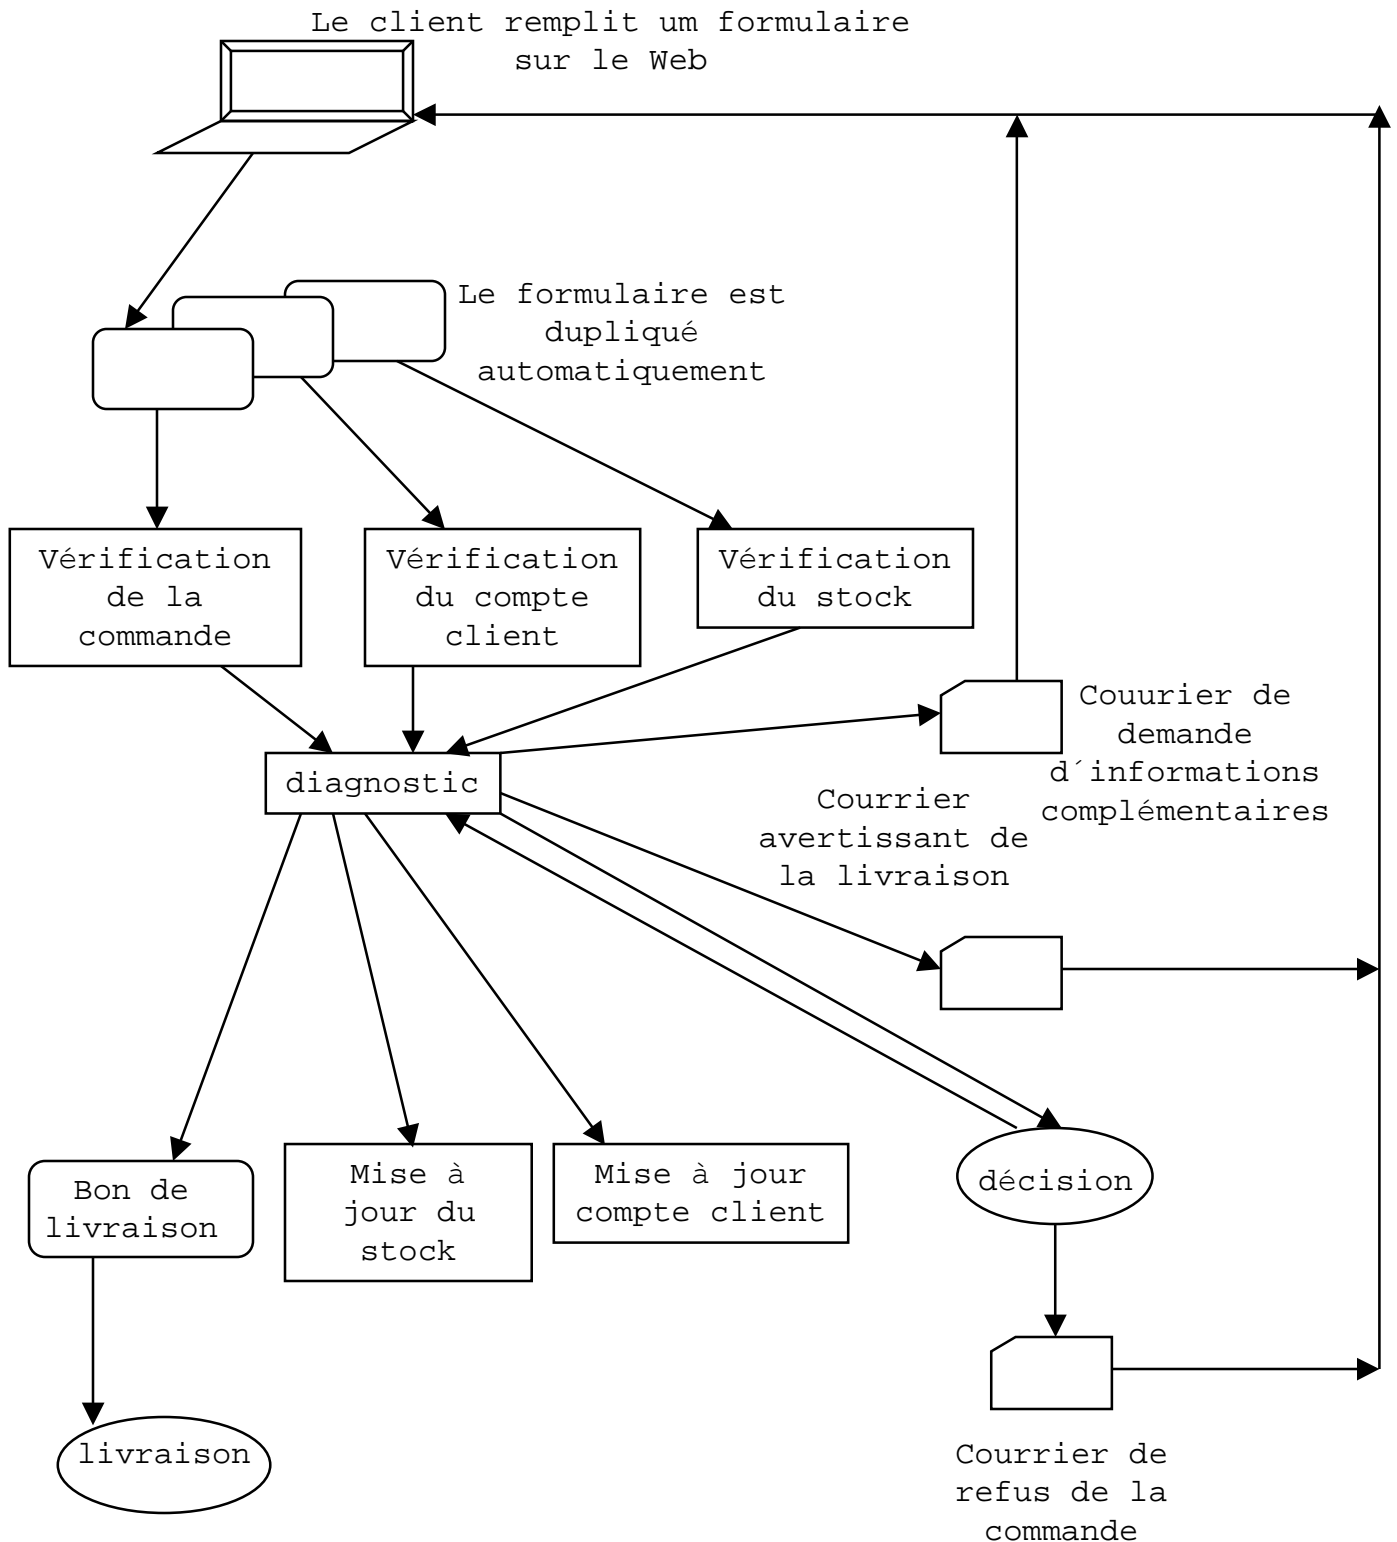 Le client remplit um formulaire
sur le Web
Le formulaire est
dupliqué
automatiquement
Vérification
de la
commande
Vérification
du compte
client
Vérification
du stock
Couurier de
demande
d´informations
complémentaires
diagnostic
Courrier
avertissant de
la livraison
Bon de
livraison
Mise à
jour du
stock
Mise à jour
compte client
décision
livraison
Courrier de
refus de la
commande